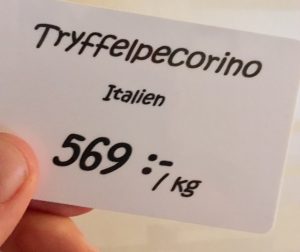 Tryffelpecorino
Italien
569 :-/kg